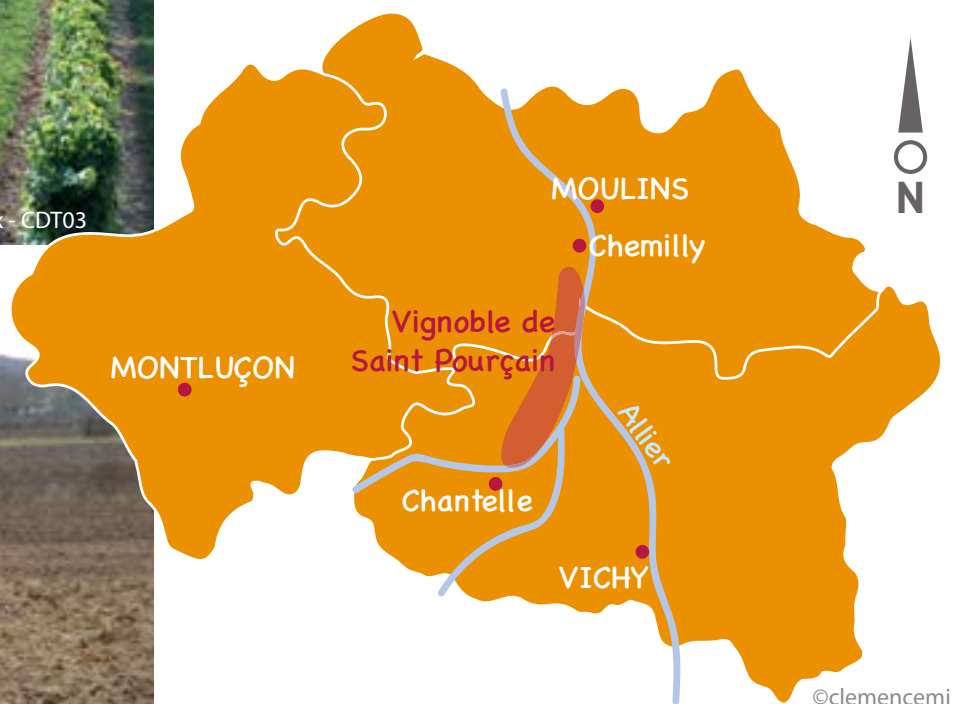 MOULINS
Chemilly
- CDT03
Vignoble de
Saint Pourçain
MONTLUÇON
Allier
Chantelle
VICHY
N
©clemencemi